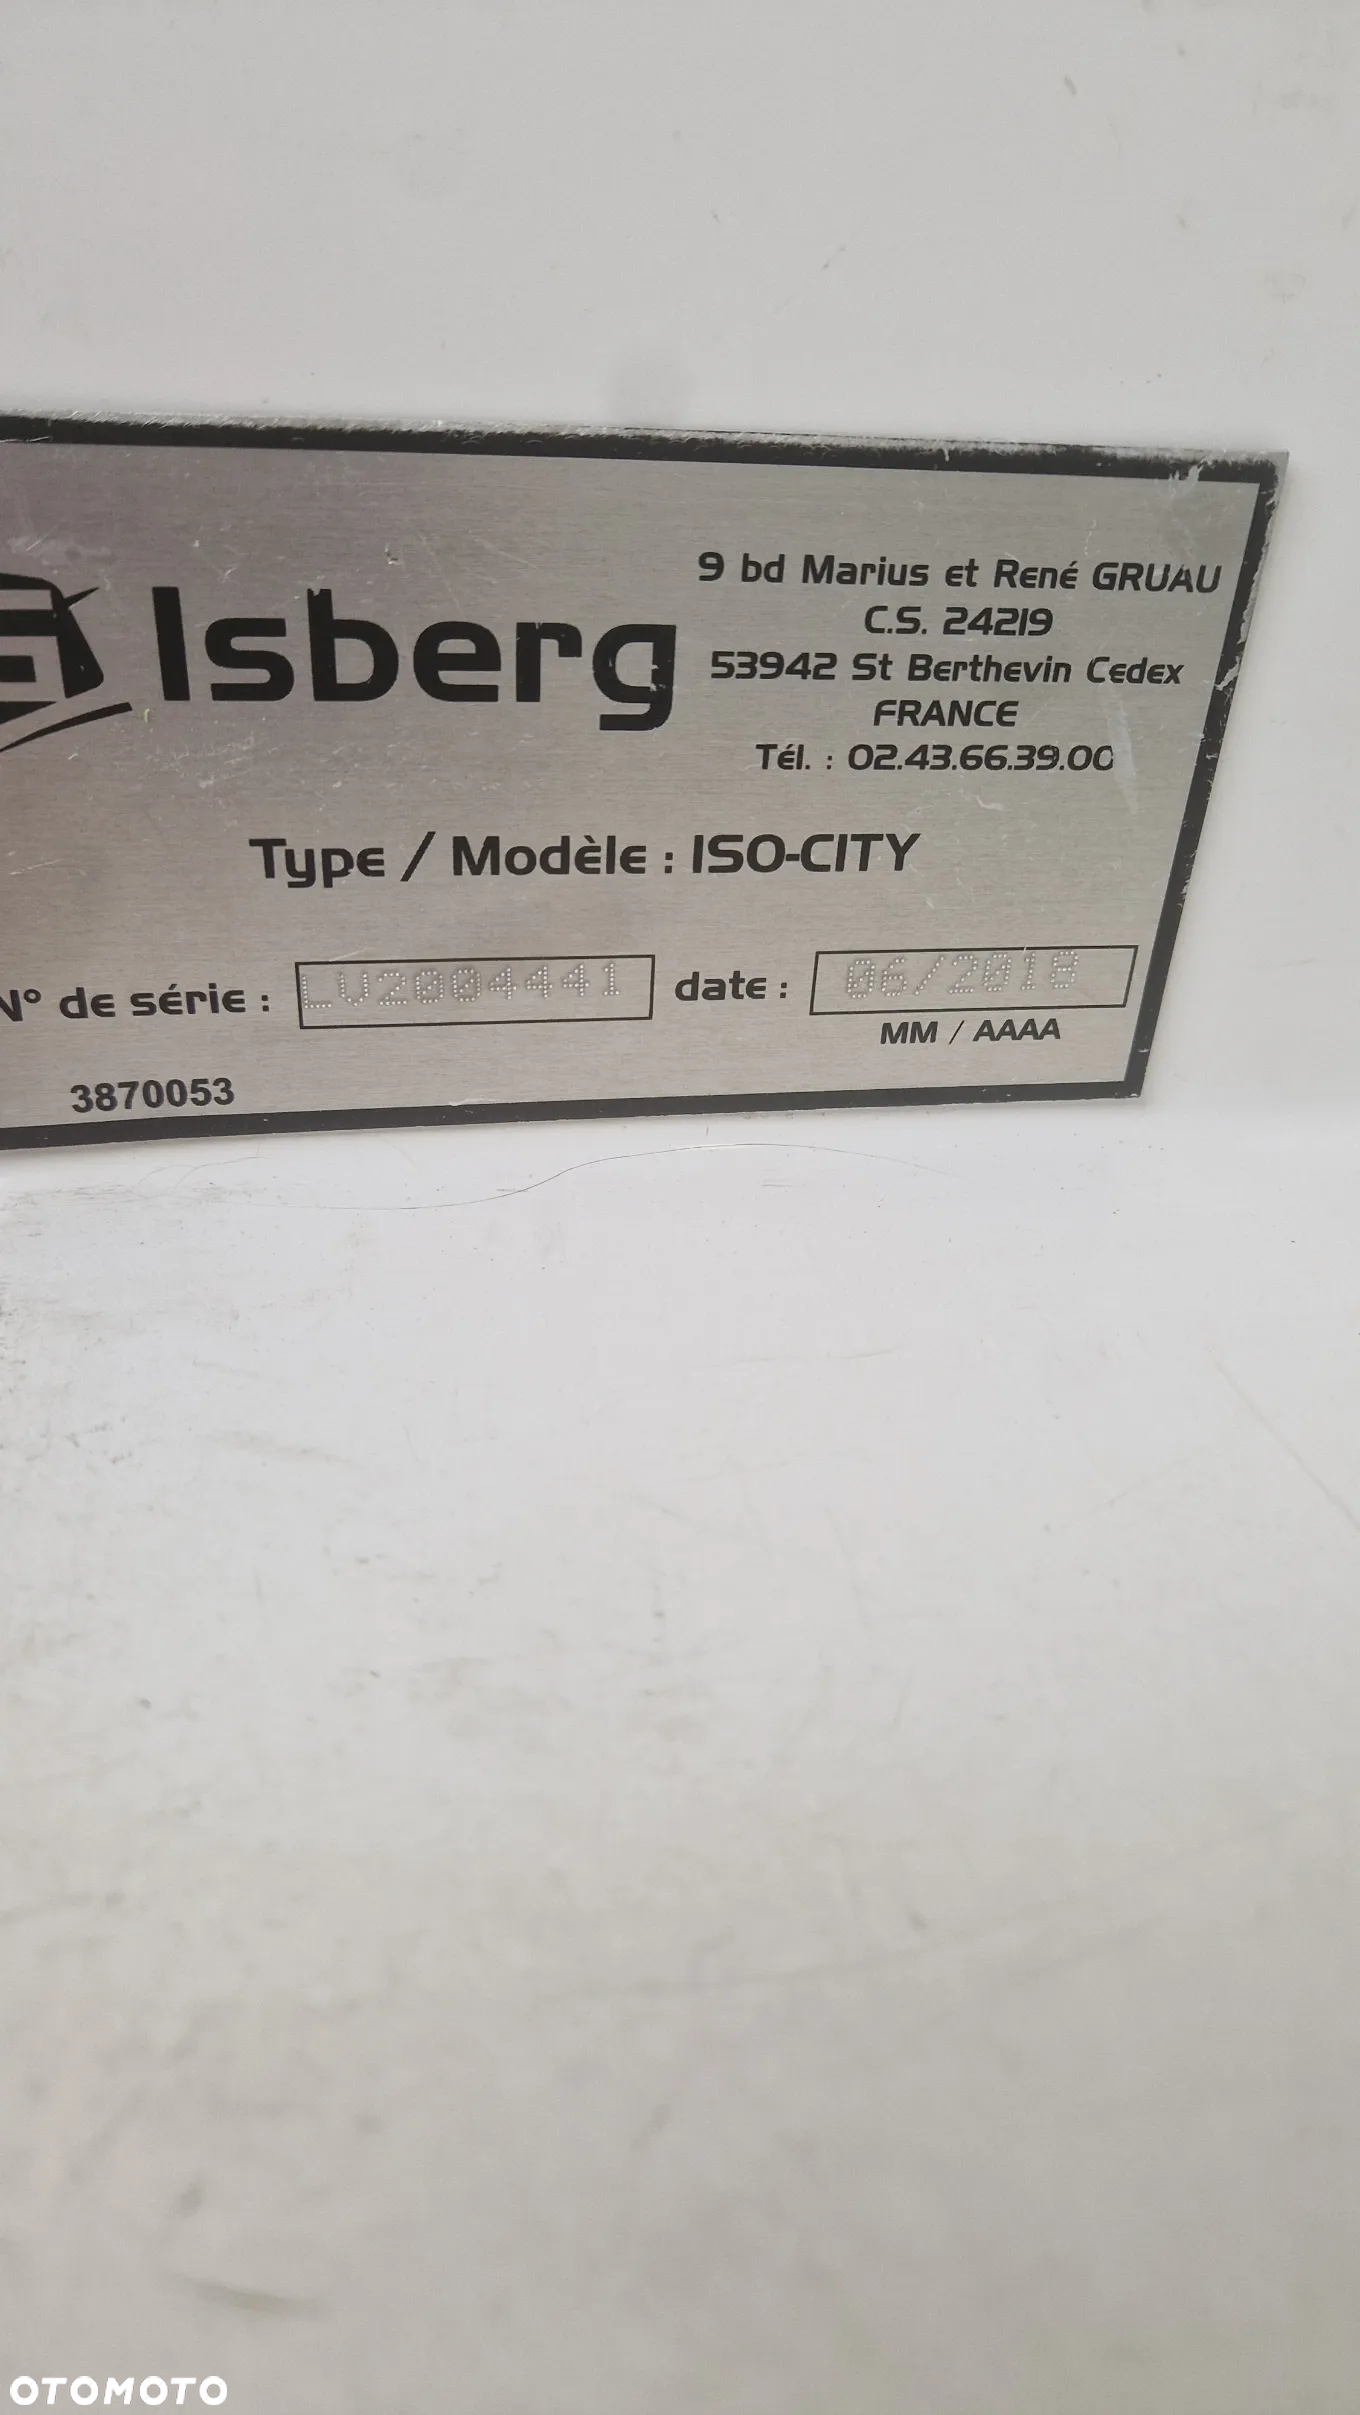 Isberg
9 bd Marius et René GRUAU
C.S. 24219
53942 St Berthevin Cedex
FRANCE
Tél. : 02.43.66.39.00
Type / Modèle : ISO-CITY
N° de série : LV2004441 date : 06/2018
MM / AAAA
3870053
OTOMOTO